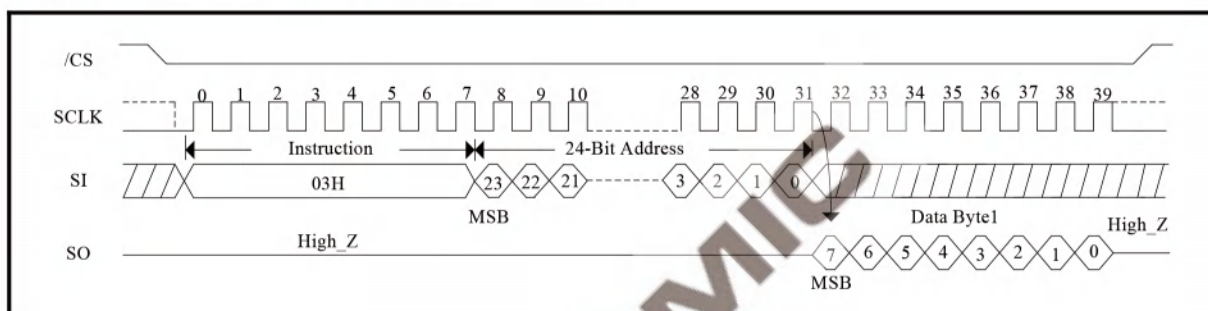 /CS
0 1 2 3 4 5 6 7 8 9 10 28 29 30 31 32 33 34 35 36 37 38 39
SCLK
Instruction 24-Bit Address
SI 03H 23 22 21 3 2 1 0
MSB Data Byte1
High_Z High_Z
SO 7 6 5 4 3 2 1 0
MSB
MIC